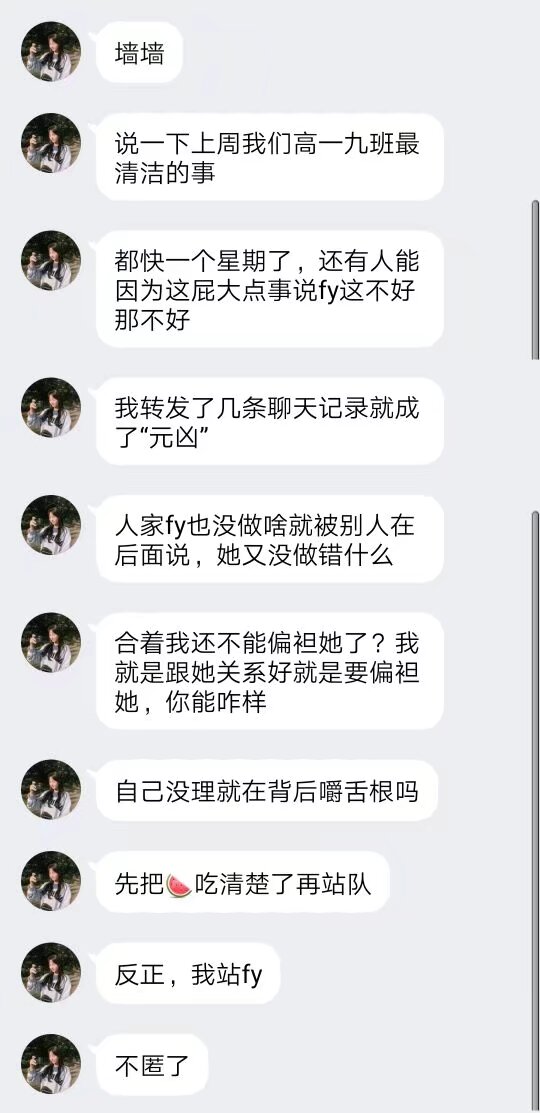 墙墙
说一下上周我们高一九班最
清洁的事
都快一个星期了，还有人能
因为这屁大点事说fy这不好
那不好
我转发了几条聊天记录就成
了“元凶”
人家fy也没做啥就被别人在
后面说，她又没做错什么
合着我还不能偏袒她了？我
就是跟她关系好就是要偏袒
她，你能咋样
自己没理就在背后嚼舌根吗
先把🍉吃清楚了再站队
反正，我站fy
不匿了